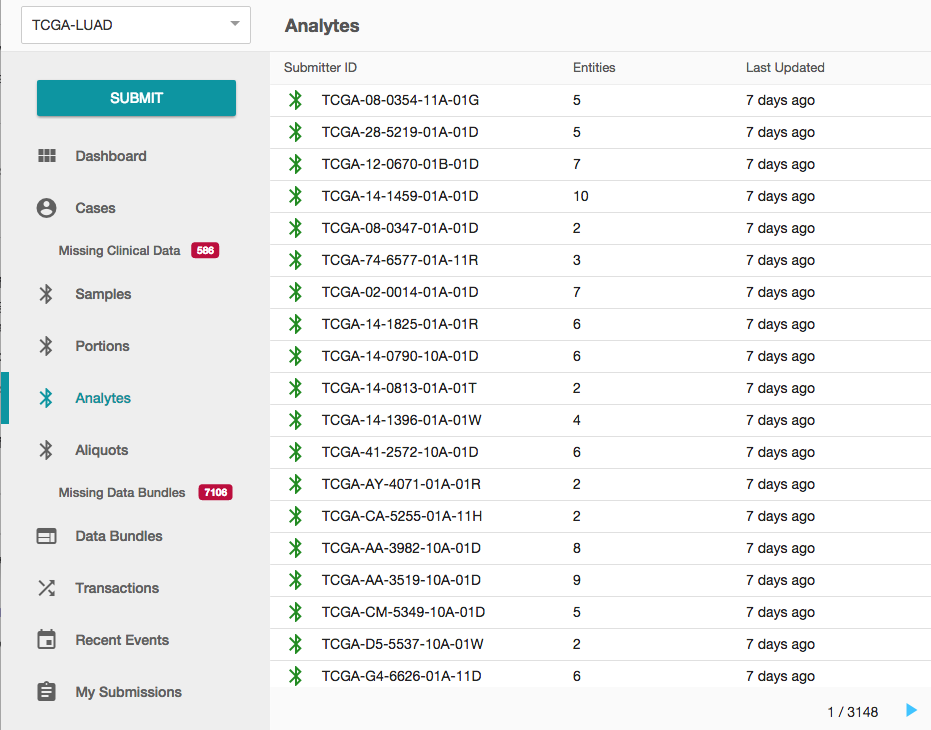 TCGA-LUAD
Analytes
SUBMIT
Dashboard
Cases
Missing Clinical Data 586
Samples
Portions
Analytes
Aliquots
Missing Data Bundles 7106
Data Bundles
Transactions
Recent Events
My Submissions
Submitter ID Entities Last Updated
TCGA-08-0354-11A-01G 5 7 days ago
TCGA-28-5219-01A-01D 5 7 days ago
TCGA-12-0670-01B-01D 7 7 days ago
TCGA-14-1459-01A-01D 10 7 days ago
TCGA-08-0347-01A-01D 2 7 days ago
TCGA-74-6577-01A-11R 3 7 days ago
TCGA-02-0014-01A-01D 7 7 days ago
TCGA-14-1825-01A-01R 6 7 days ago
TCGA-14-0790-10A-01D 6 7 days ago
TCGA-14-0813-01A-01T 2 7 days ago
TCGA-14-1396-01A-01W 4 7 days ago
TCGA-41-2572-10A-01D 6 7 days ago
TCGA-AY-4071-01A-01R 2 7 days ago
TCGA-CA-5255-01A-11H 2 7 days ago
TCGA-AA-3982-10A-01D 8 7 days ago
TCGA-AA-3519-10A-01D 9 7 days ago
TCGA-CM-5349-10A-01D 5 7 days ago
TCGA-D5-5537-10A-01W 2 7 days ago
TCGA-G4-6626-01A-11D 6 7 days ago
1 / 3148